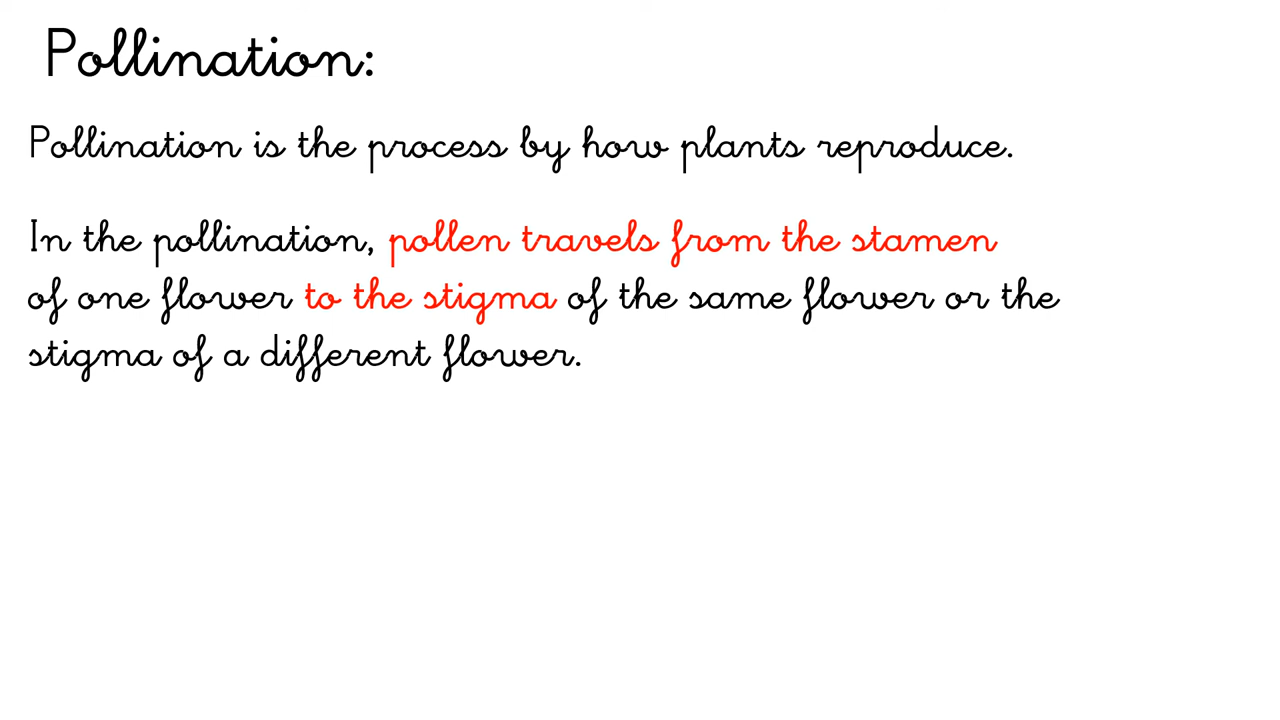 Pollination:
Pollination is the process by how plants reproduce.
In the pollination, pollen travels from the stamen
of one flower to the stigma of the same flower or the
stigma of a different flower.